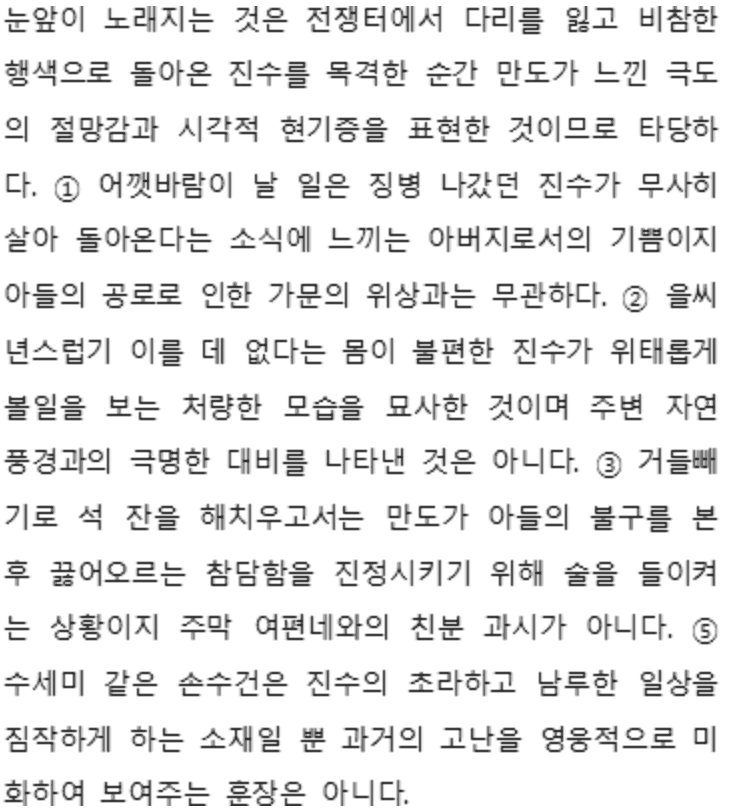 눈앞이 노래지는 것은 전쟁터에서 다리를 잃고 비참한
행색으로 돌아온 진수를 목격한 순간 만도가 느낀 극도
의 절망감과 시각적 현기증을 표현한 것이므로 타당하
다. ① 어깻바람이 날 일은 징병 나갔던 진수가 무사히
살아 돌아온다는 소식에 느끼는 아버지로서의 기쁨이지
아들의 공로로 인한 가문의 위상과는 무관하다. ② 을씨
년스럽기 이를 데 없다는 몸이 불편한 진수가 위태롭게
볼일을 보는 처량한 모습을 묘사한 것이며 주변 자연
풍경과의 극명한 대비를 나타낸 것은 아니다. ③ 거들빼
기로 석 잔을 해치우고서는 만도가 아들의 불구를 본
후 끓어오르는 참담함을 진정시키기 위해 술을 들이켜
는 상황이지 주막 여편네와의 친분 과시가 아니다. ⑤
수세미 같은 손수건은 진수의 초라하고 남루한 일상을
짐작하게 하는 소재일 뿐 과거의 고난을 영웅적으로 미
화하여 보여주는 훈장은 아니다.